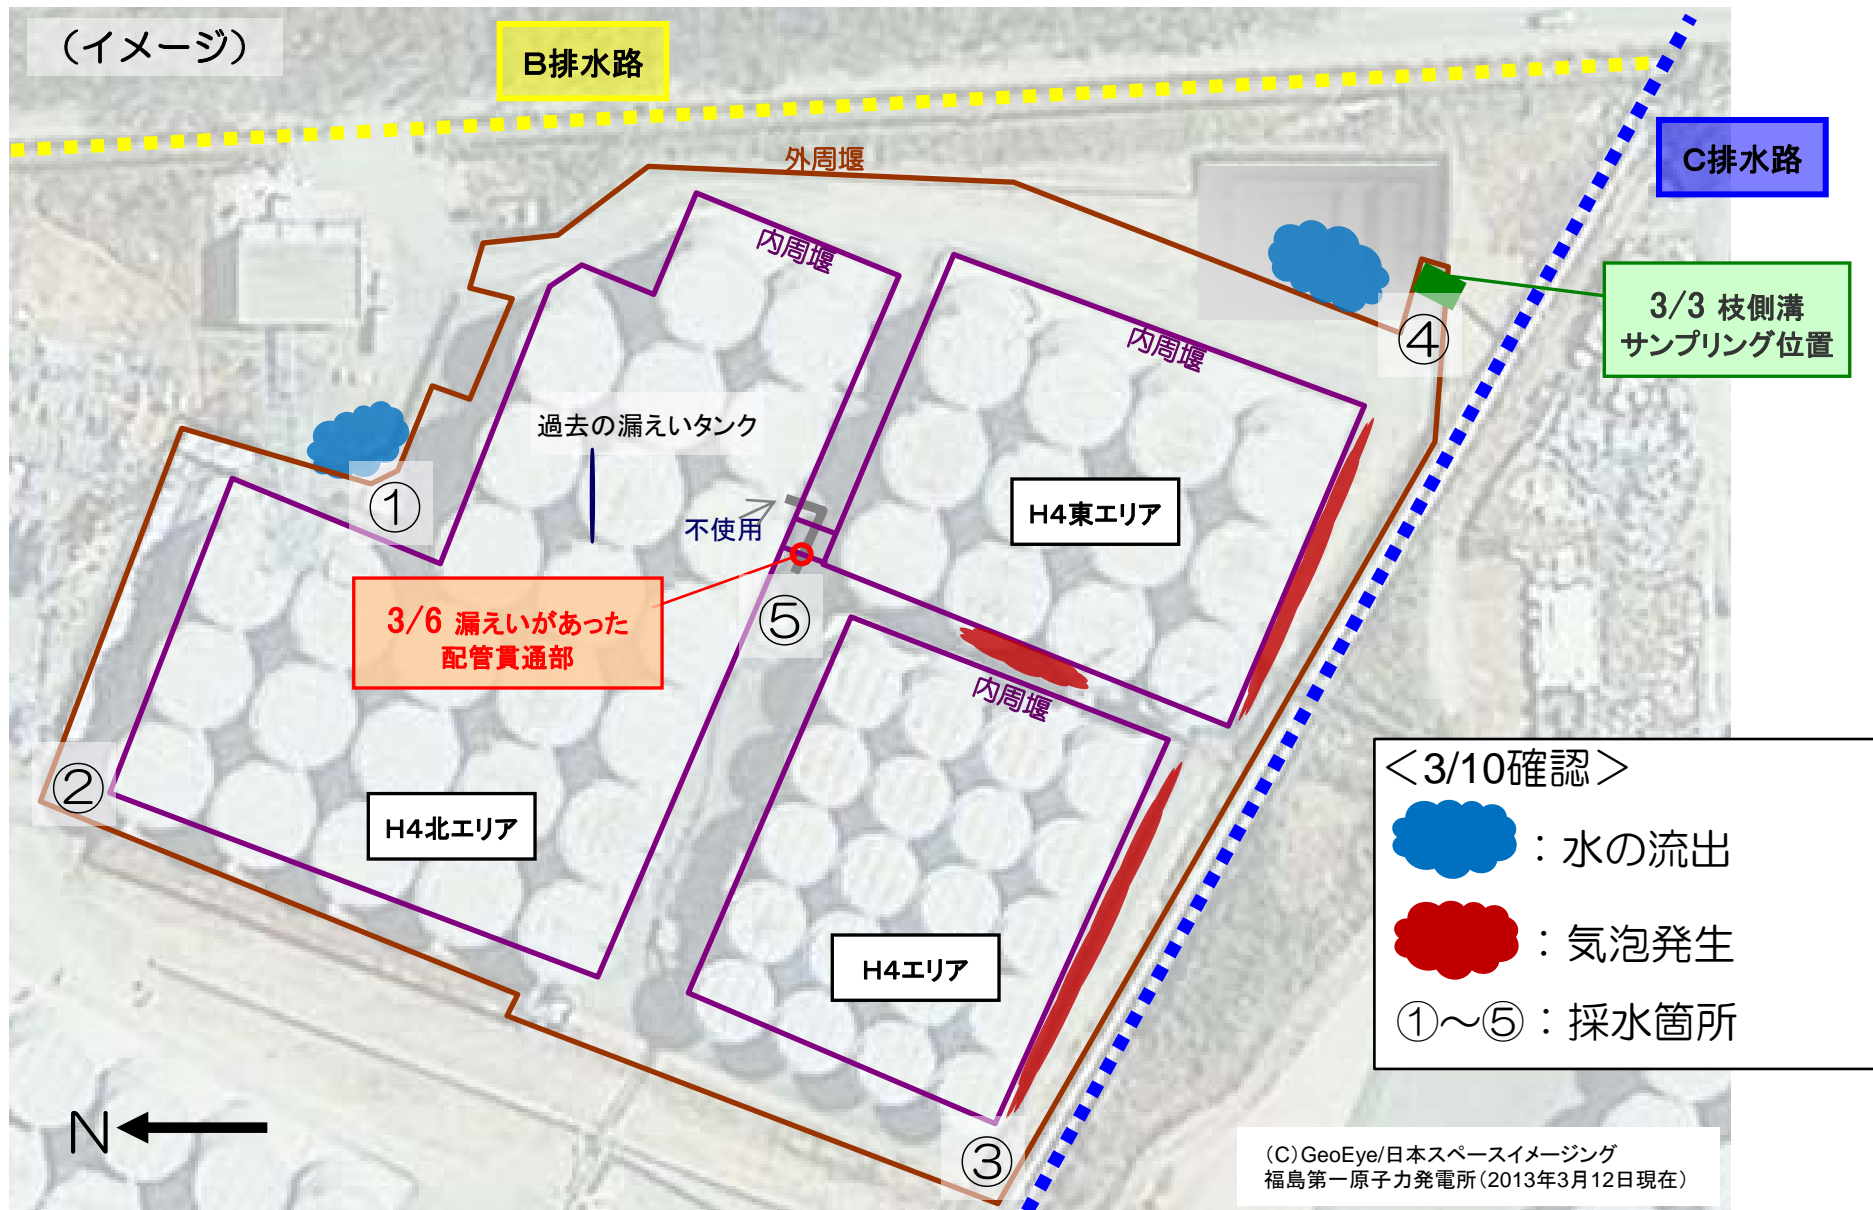 （イメージ）
B排水路
C排水路
外周堰
内周堰
内周堰
3/3 枝側溝
サンプリング位置
④
過去の漏えいタンク
①
不使用
H4東エリア
3/6 漏えいがあった
配管貫通部
⑤
内周堰
②
H4北エリア
H4エリア
＜3/10確認＞
：水の流出
：気泡発生
①～⑤：採水箇所
N
③
（C）GeoEye/日本スペースイメージング
福島第一原子力発電所（2013年3月12日現在）